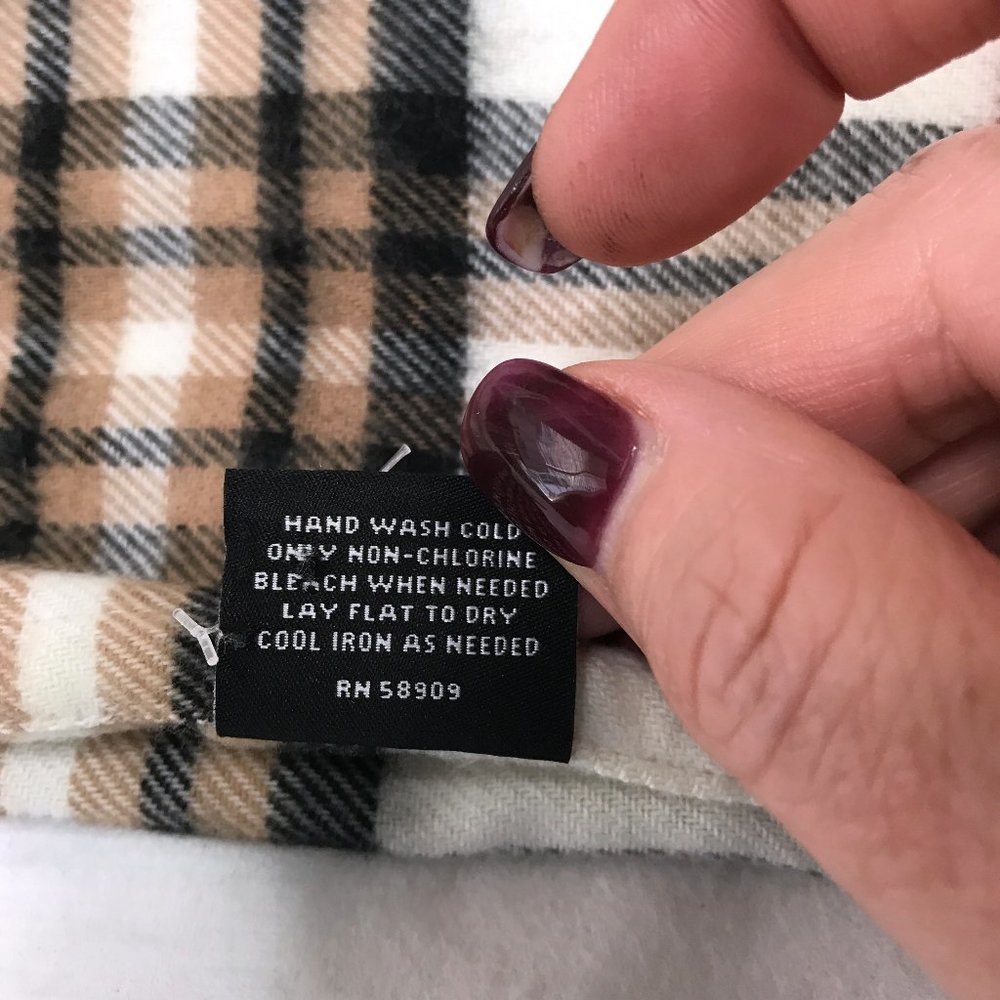 HAND WASH COLD
ONLY NON-CHLORINE
BLEACH WHEN NEEDED
LAY FLAT TO DRY
COOL IRON AS NEEDED
RN 58909